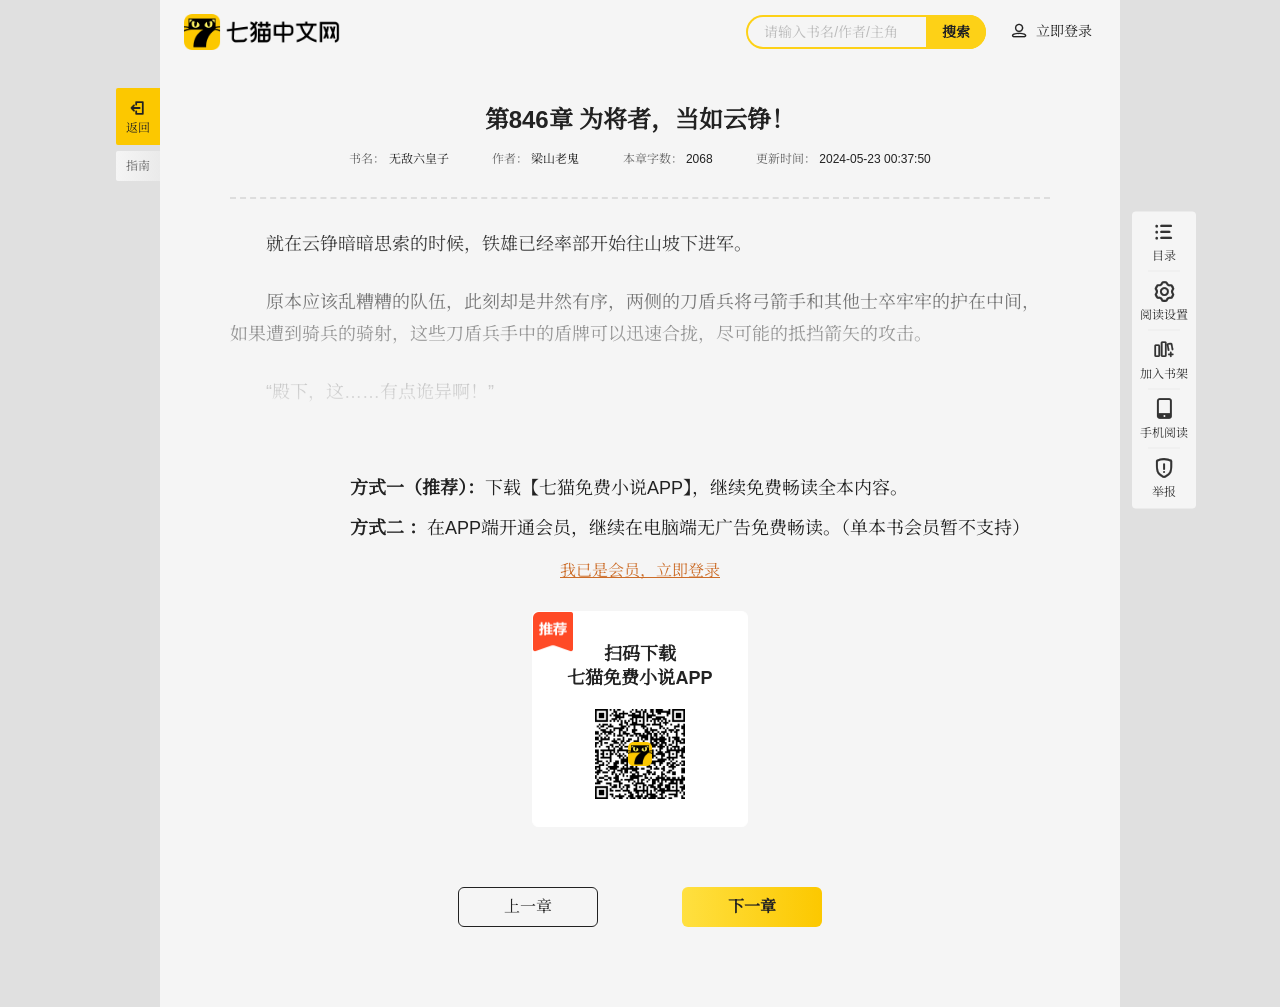 七猫中文网
请输入书名/作者/主角
搜索
立即登录
返回
指南
第846章 为将者，当如云铮！
书名： 无敌六皇子 作者： 梁山老鬼 本章字数： 2068 更新时间： 2024-05-23 00:37:50
就在云铮暗暗思索的时候，铁雄已经率部开始往山坡下进军。
原本应该乱糟糟的队伍，此刻却是井然有序，两侧的刀盾兵将弓箭手和其他士卒牢牢的护在中间，
如果遭到骑兵的骑射，这些刀盾兵手中的盾牌可以迅速合拢，尽可能的抵挡箭矢的攻击。
“殿下，这……有点诡异啊！”
方式一（推荐）：下载【七猫免费小说APP】，继续免费畅读全本内容。
方式二 ：在APP端开通会员，继续在电脑端无广告免费畅读。（单本书会员暂不支持）
我已是会员，立即登录
推荐
扫码下载
七猫免费小说APP
上一章
下一章
目录
阅读设置
加入书架
手机阅读
举报